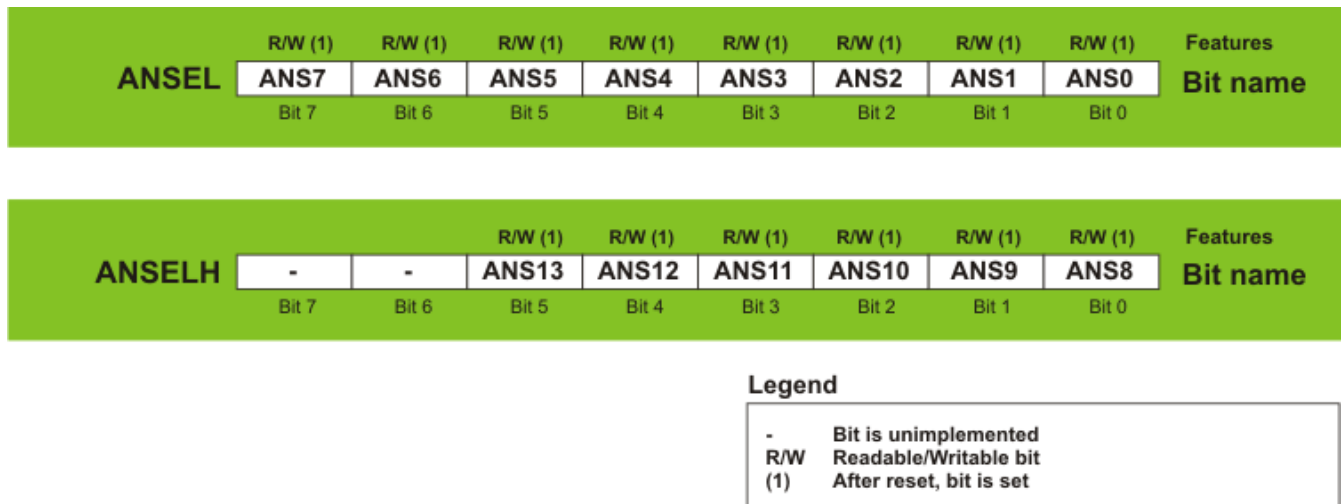 R/W (1) R/W (1) R/W (1) R/W (1) R/W (1) R/W (1) R/W (1) R/W (1) Features
ANSEL ANS7 ANS6 ANS5 ANS4 ANS3 ANS2 ANS1 ANS0 Bit name
Bit 7 Bit 6 Bit 5 Bit 4 Bit 3 Bit 2 Bit 1 Bit 0
R/W (1) R/W (1) R/W (1) R/W (1) R/W (1) R/W (1) Features
ANSELH - - ANS13 ANS12 ANS11 ANS10 ANS9 ANS8 Bit name
Bit 7 Bit 6 Bit 5 Bit 4 Bit 3 Bit 2 Bit 1 Bit 0
Legend
- Bit is unimplemented
R/W Readable/Writable bit
(1) After reset, bit is set